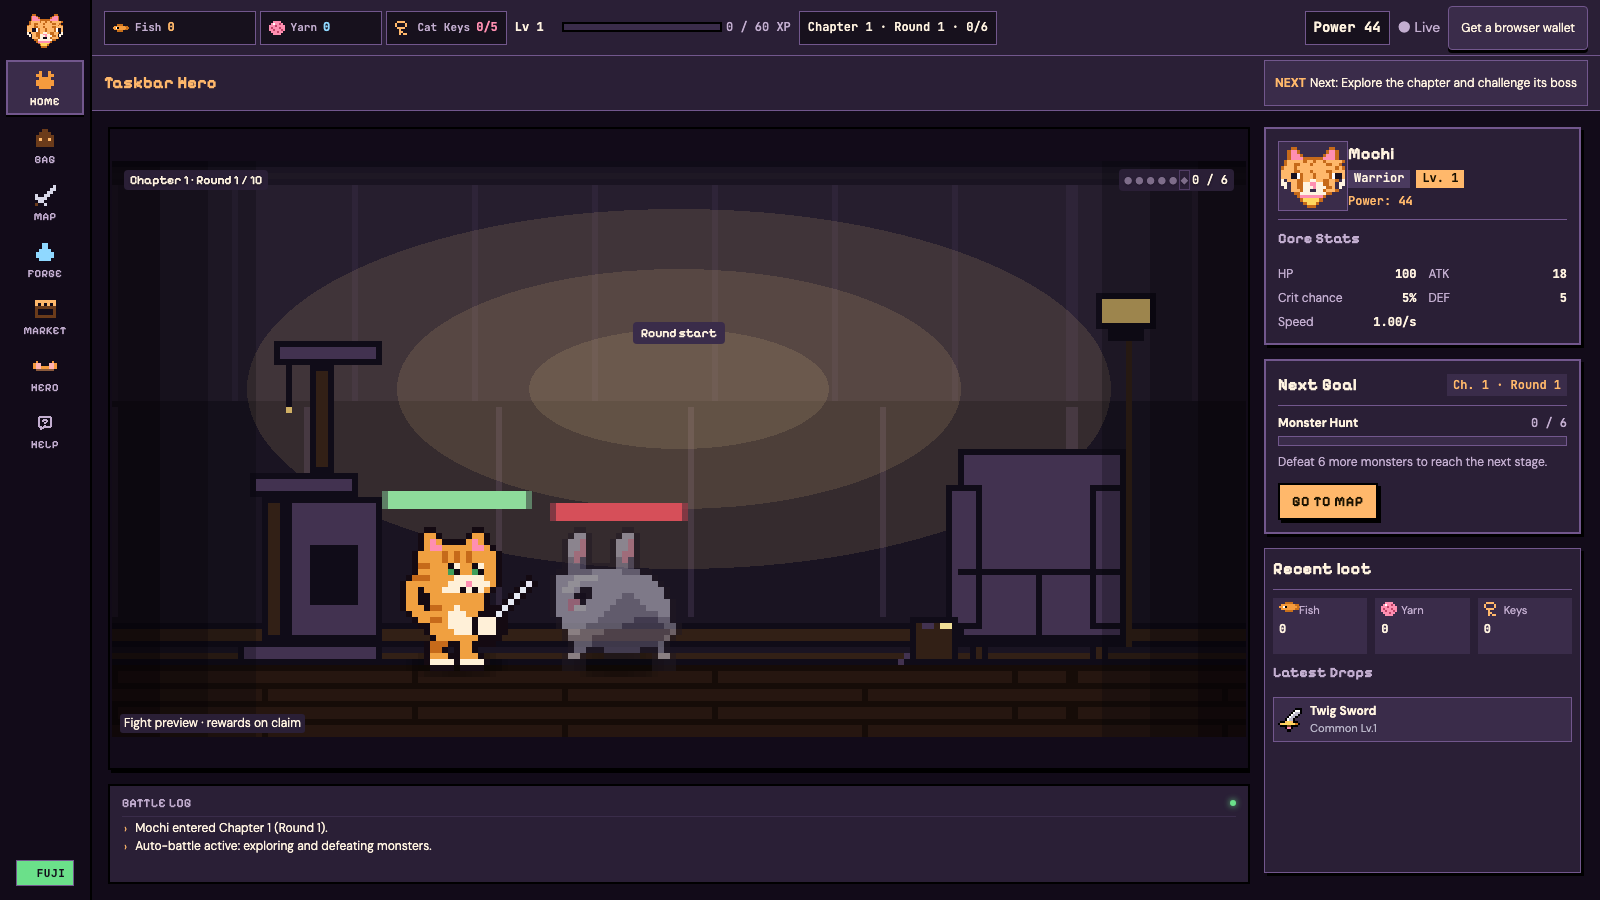 Fish 0
Yarn 0
Cat Keys 0/5
Lv 1
0 / 60 XP
Chapter 1 · Round 1 · 0/6
Power 44
Live
Get a browser wallet
HOME
BAG
MAP
FORGE
MARKET
HERO
HELP
FUJI
Taskbar Hero
NEXT Next: Explore the chapter and challenge its boss
Chapter 1 · Round 1 / 10
0 / 6
Round start
Fight preview · rewards on claim
BATTLE LOG
› Mochi entered Chapter 1 (Round 1).
› Auto-battle active: exploring and defeating monsters.
Mochi
Warrior Lv. 1
Power: 44
Core Stats
HP 100 ATK 18
Crit chance 5% DEF 5
Speed 1.00/s
Next Goal Ch. 1 · Round 1
Monster Hunt 0 / 6
Defeat 6 more monsters to reach the next stage.
GO TO MAP
Recent loot
Fish Yarn Keys
0 0 0
Latest Drops
Twig Sword
Common Lv.1